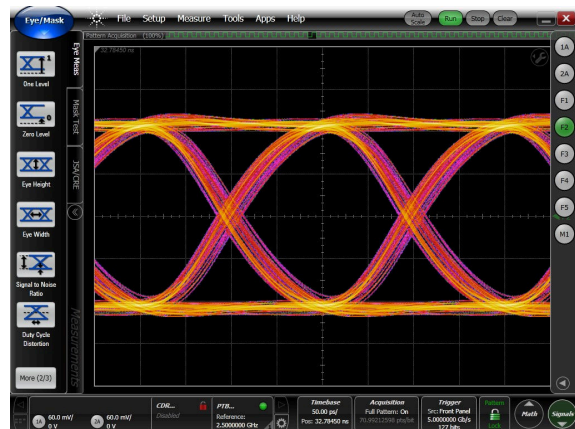 Eye/Mask
File Setup Measure Tools Apps Help
Auto Scale
Run
Stop
Clear
Pattern Acquisition (100%)
32.78450 ns
Eye Meas
Mask Test
JSA/CRE
One Level
Zero Level
Eye Height
Eye Width
Signal to Noise
Ratio
Duty Cycle
Distortion
More (2/3)
Measurements
1A
2A
F1
F2
F3
F4
F5
M1
1A 60.0 mV/
0 V
2A 60.0 mV/
0 V
CDR...
Disabled
PTB...
Reference:
2.5000000 GHz
Timebase
50.00 ps/
Pos: 32.78450 ns
Acquisition
Full Pattern: On
70.99212598 pts/bit
Trigger
Src: Front Panel
5.0000000 Gb/s
127 bits
Pattern
Lock
Math
Signals